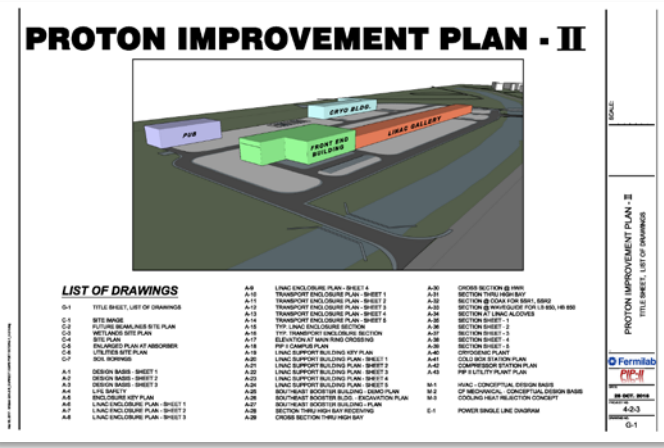 PROTON IMPROVEMENT PLAN - II
CRYO BLDG.
PUB
LINAC GALLERY
FRONT END
BUILDING
LIST OF DRAWINGS
G-1 TITLE SHEET, LIST OF DRAWINGS
C-1 SITE IMAGE
C-2 FUTURE BEAMLINES SITE PLAN
C-3 WETLANDS SITE PLAN
C-4 SITE PLAN
C-5 ENLARGED PLAN AT ABSORBER
C-6 UTILITIES SITE PLAN
C-7 SOIL BORINGS
A-1 DESIGN BASIS - SHEET 1
A-2 DESIGN BASIS - SHEET 2
A-3 DESIGN BASIS - SHEET 3
A-4 LIFE SAFETY
A-5 ENCLOSURE KEY PLAN
A-6 LINAC ENCLOSURE PLAN - SHEET 1
A-7 LINAC ENCLOSURE PLAN - SHEET 2
A-8 LINAC ENCLOSURE PLAN - SHEET 3
A-9 LINAC ENCLOSURE PLAN - SHEET 4
A-10 TRANSPORT ENCLOSURE PLAN - SHEET 1
A-11 TRANSPORT ENCLOSURE PLAN - SHEET 2
A-12 TRANSPORT ENCLOSURE PLAN - SHEET 3
A-13 TRANSPORT ENCLOSURE PLAN - SHEET 4
A-14 TRANSPORT ENCLOSURE PLAN - SHEET 5
A-15 TYP. LINAC ENCLOSURE SECTION
A-16 TYP. TRANSPORT ENCLOSURE SECTION
A-17 ELEVATION AT MAIN RING CROSSING
A-18 PIP II CAMPUS PLAN
A-19 LINAC SUPPORT BUILDING KEY PLAN
A-20 LINAC SUPPORT BUILDING PLAN - SHEET 1
A-21 LINAC SUPPORT BUILDING PLAN - SHEET 2
A-22 LINAC SUPPORT BUILDING PLAN - SHEET 3
A-23 LINAC SUPPORT BUILDING PLAN - SHEET 4
A-24 LINAC SUPPORT BUILDING PLAN - SHEET 5
A-25 SOUTHEAST BOOSTER BUILDING - DEMO PLAN
A-26 SOUTHEAST BOOSTER BLDG. - EXCAVATION PLAN
A-27 SOUTHEAST BOOSTER BUILDING - PLAN
A-28 SECTION THRU HIGH BAY RECEIVING
A-29 CROSS SECTION THRU HIGH BAY
A-30 CROSS SECTION @ HWR
A-31 SECTION THRU HIGH BAY
A-32 SECTION @ COAX FOR SSR1, SSR2
A-33 SECTION @ WAVEGUIDE FOR LB 650, HB 650
A-34 SECTION AT LINAC ALCOVES
A-35 SECTION SHEET - 1
A-36 SECTION SHEET - 2
A-37 SECTION SHEET - 3
A-38 SECTION SHEET - 4
A-39 SECTION SHEET - 5
A-40 CRYOGENIC PLANT
A-41 COLD BOX STATION PLAN
A-42 COMPRESSOR STATION PLAN
A-43 PIP II UTILITY PLANT PLAN
M-1 HVAC - CONCEPTUAL DESIGN BASIS
M-2 CF MECHANICAL - CONCEPTUAL DESIGN BASIS
M-3 COOLING HEAT REJECTION CONCEPT
E-1 POWER SINGLE LINE DIAGRAM
SCALE:
PROTON IMPROVEMENT PLAN - II
TITLE SHEET, LIST OF DRAWINGS
Fermilab
PIP-II
4-2-3
G-1